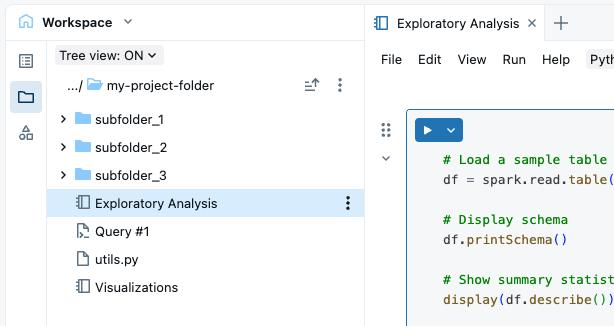 Workspace
Exploratory Analysis
Tree view: ON
File Edit View Run Help
.../ my-project-folder
subfolder_1
subfolder_2
subfolder_3
Exploratory Analysis
Query #1
utils.py
Visualizations
# Load a sample table
df = spark.read.table(
# Display schema
df.printSchema()
# Show summary statist
display(df.describe())